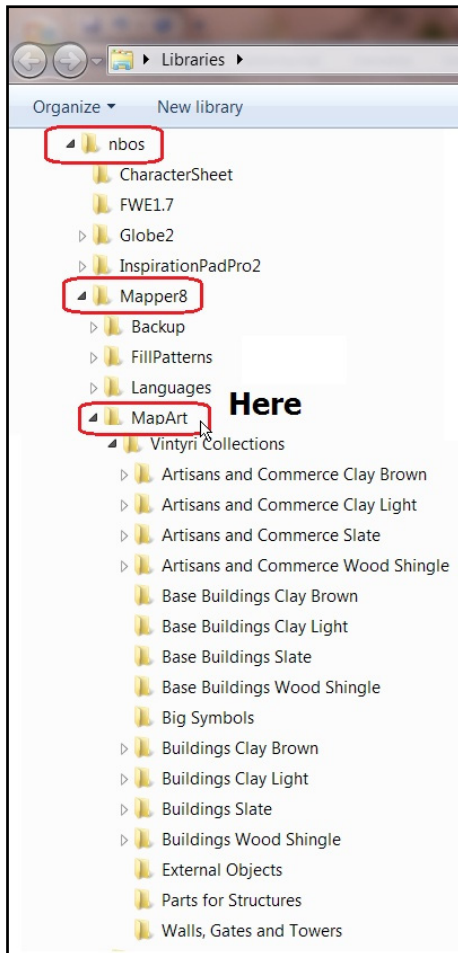 Libraries
Organize New library
nbos
CharacterSheet
FWE1.7
Globe2
InspirationPadPro2
Mapper8
Backup
FillPatterns
Languages
MapArt Here
Vintyri Collections
Artisans and Commerce Clay Brown
Artisans and Commerce Clay Light
Artisans and Commerce Slate
Artisans and Commerce Wood Shingle
Base Buildings Clay Brown
Base Buildings Clay Light
Base Buildings Slate
Base Buildings Wood Shingle
Big Symbols
Buildings Clay Brown
Buildings Clay Light
Buildings Slate
Buildings Wood Shingle
External Objects
Parts for Structures
Walls, Gates and Towers